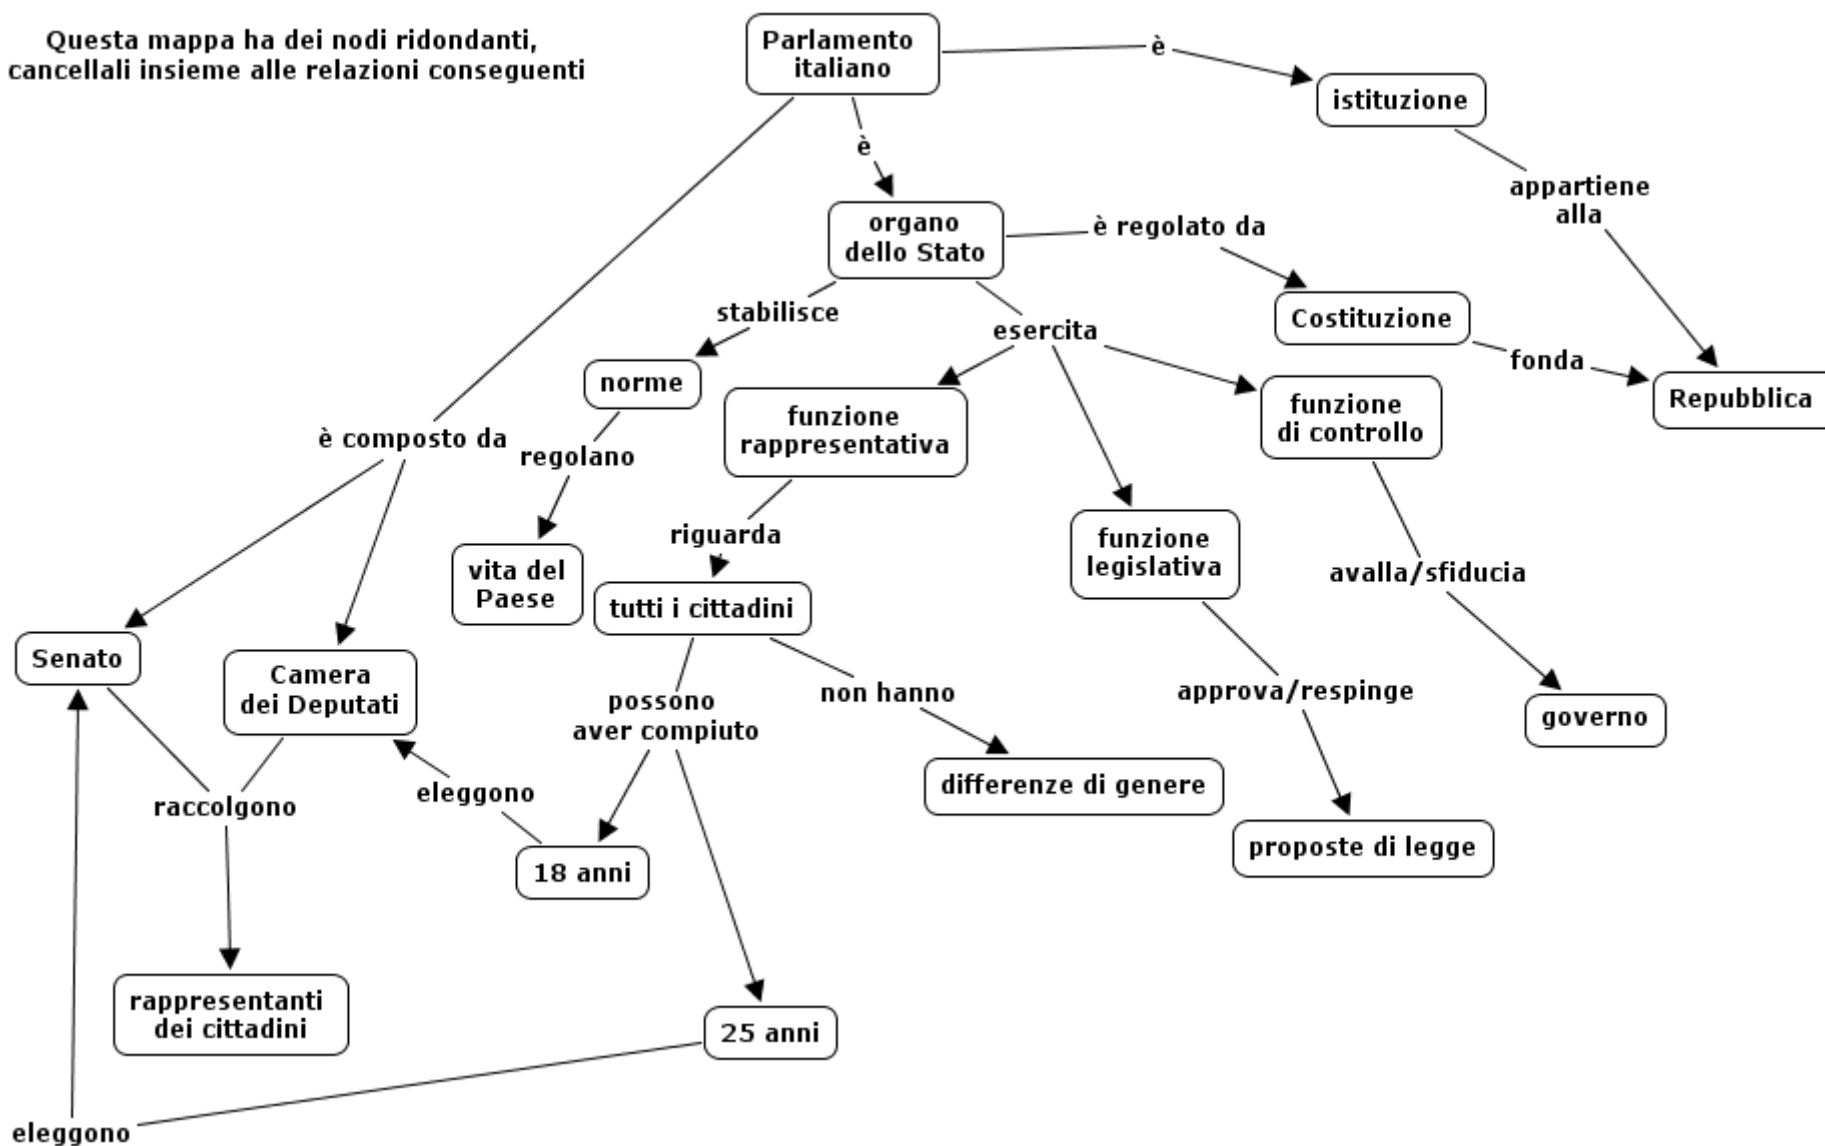 Questa mappa ha dei nodi ridondanti,
cancellali insieme alle relazioni conseguenti
Parlamento
italiano
è
istituzione
è
appartiene
alla
organo
dello Stato
è regolato da
stabilisce
Costituzione
esercita
fonda
norme
Repubblica
funzione
rappresentativa
funzione
di controllo
è composto da
regolano
riguarda
funzione
legislativa
vita del
Paese
avalla/sfiducia
tutti i cittadini
Senato
Camera
dei Deputati
possono
aver compiuto
non hanno
approva/respinge
governo
eleggono
differenze di genere
raccolgono
18 anni
proposte di legge
rappresentanti
dei cittadini
25 anni
eleggono